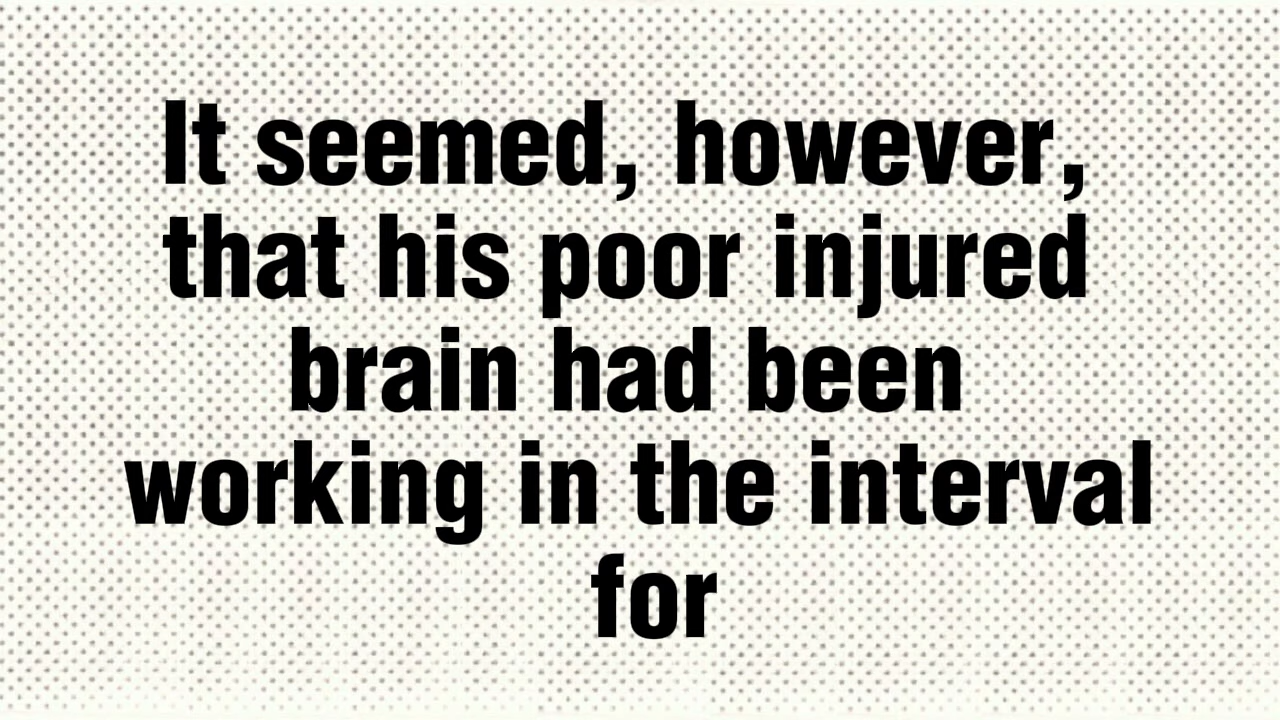 It seemed, however,
that his poor injured
brain had been
working in the interval
for